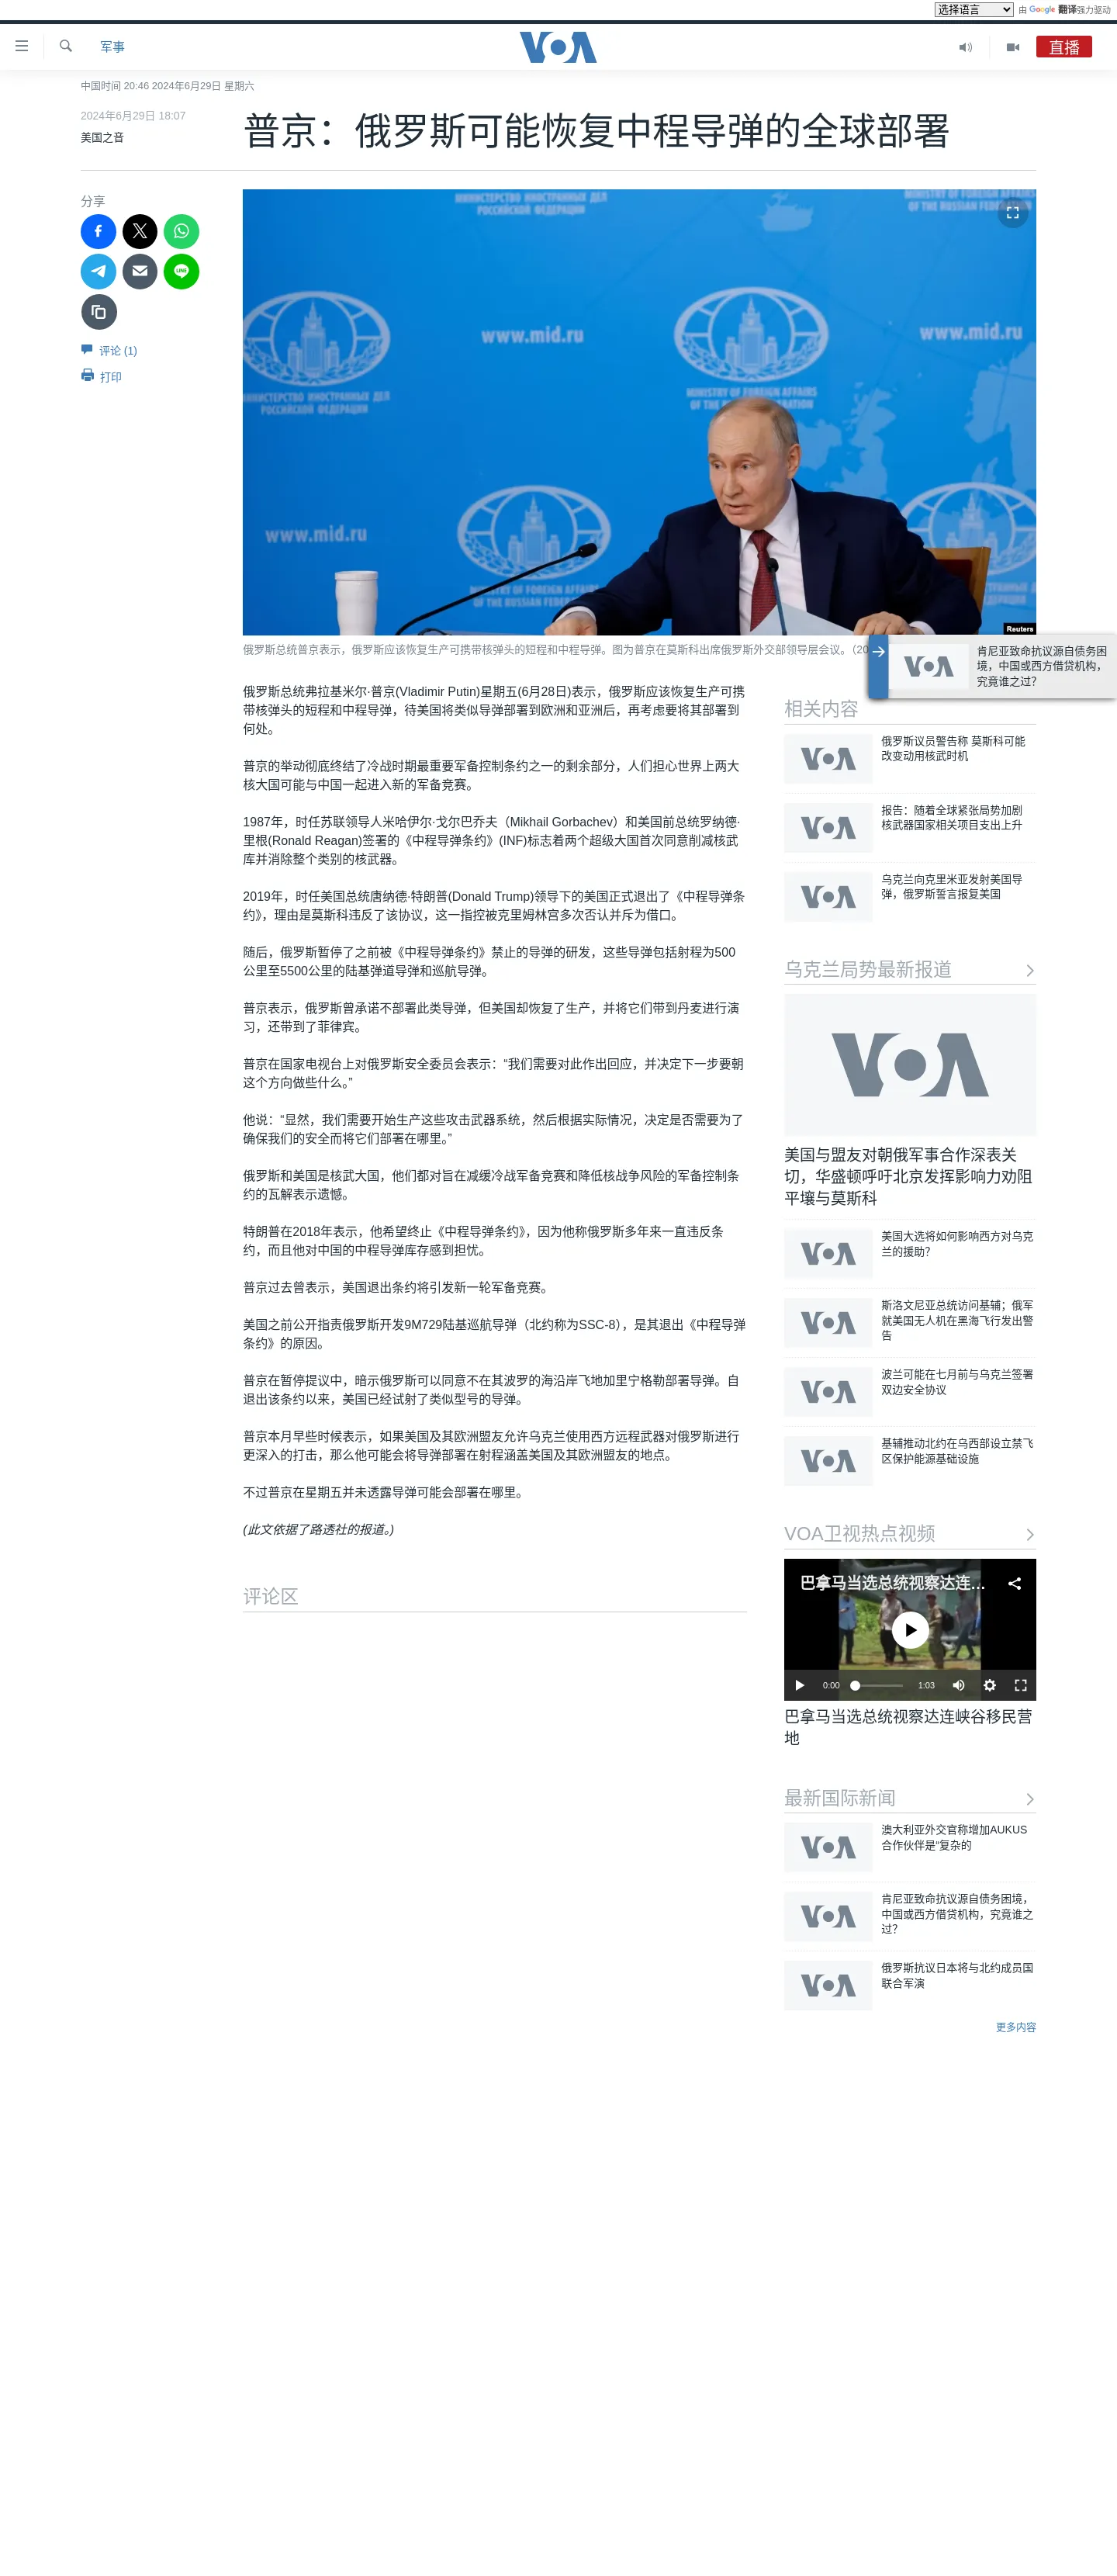 选择语言
由 Google 翻译强力驱动
军事
VOA
直播
中国时间 20:46 2024年6月29日 星期六
2024年6月29日 18:07
美国之音
普京：俄罗斯可能恢复中程导弹的全球部署
分享
评论 (1)
打印
МИНИСТЕРСТВО ИНОСТРАННЫХ ДЕЛ
РОССИЙСКОЙ ФЕДЕРАЦИИ
MINISTRY OF FOREIGN AFFAIRS
OF THE RUSSIAN FEDERATION
www.mid.ru
www.mid.ru
www.mid.ru
Reuters
俄罗斯总统普京表示，俄罗斯应该恢复生产可携带核弹头的短程和中程导弹。图为普京在莫斯科出席俄罗斯外交部领导层会议。（20
肯尼亚致命抗议源自债务困
境，中国或西方借贷机构，
究竟谁之过？
俄罗斯总统弗拉基米尔·普京(Vladimir Putin)星期五(6月28日)表示，俄罗斯应该恢复生产可携
带核弹头的短程和中程导弹，待美国将类似导弹部署到欧洲和亚洲后，再考虑要将其部署到
何处。
普京的举动彻底终结了冷战时期最重要军备控制条约之一的剩余部分，人们担心世界上两大
核大国可能与中国一起进入新的军备竞赛。
1987年，时任苏联领导人米哈伊尔·戈尔巴乔夫（Mikhail Gorbachev）和美国前总统罗纳德·
里根(Ronald Reagan)签署的《中程导弹条约》(INF)标志着两个超级大国首次同意削减核武
库并消除整个类别的核武器。
2019年，时任美国总统唐纳德·特朗普(Donald Trump)领导下的美国正式退出了《中程导弹条
约》，理由是莫斯科违反了该协议，这一指控被克里姆林宫多次否认并斥为借口。
随后，俄罗斯暂停了之前被《中程导弹条约》禁止的导弹的研发，这些导弹包括射程为500
公里至5500公里的陆基弹道导弹和巡航导弹。
普京表示，俄罗斯曾承诺不部署此类导弹，但美国却恢复了生产，并将它们带到丹麦进行演
习，还带到了菲律宾。
普京在国家电视台上对俄罗斯安全委员会表示：“我们需要对此作出回应，并决定下一步要朝
这个方向做些什么。”
他说：“显然，我们需要开始生产这些攻击武器系统，然后根据实际情况，决定是否需要为了
确保我们的安全而将它们部署在哪里。”
俄罗斯和美国是核武大国，他们都对旨在减缓冷战军备竞赛和降低核战争风险的军备控制条
约的瓦解表示遗憾。
特朗普在2018年表示，他希望终止《中程导弹条约》，因为他称俄罗斯多年来一直违反条
约，而且他对中国的中程导弹库存感到担忧。
普京过去曾表示，美国退出条约将引发新一轮军备竞赛。
美国之前公开指责俄罗斯开发9M729陆基巡航导弹（北约称为SSC-8），是其退出《中程导弹
条约》的原因。
普京在暂停提议中，暗示俄罗斯可以同意不在其波罗的海沿岸飞地加里宁格勒部署导弹。自
退出该条约以来，美国已经试射了类似型号的导弹。
普京本月早些时候表示，如果美国及其欧洲盟友允许乌克兰使用西方远程武器对俄罗斯进行
更深入的打击，那么他可能会将导弹部署在射程涵盖美国及其欧洲盟友的地点。
不过普京在星期五并未透露导弹可能会部署在哪里。
(此文依据了路透社的报道。)
评论区
相关内容
俄罗斯议员警告称 莫斯科可能
改变动用核武时机
报告：随着全球紧张局势加剧
核武器国家相关项目支出上升
乌克兰向克里米亚发射美国导
弹，俄罗斯誓言报复美国
乌克兰局势最新报道
VOA
美国与盟友对朝俄军事合作深表关
切，华盛顿呼吁北京发挥影响力劝阻
平壤与莫斯科
美国大选将如何影响西方对乌克
兰的援助？
斯洛文尼亚总统访问基辅；俄军
就美国无人机在黑海飞行发出警
告
波兰可能在七月前与乌克兰签署
双边安全协议
基辅推动北约在乌西部设立禁飞
区保护能源基础设施
VOA卫视热点视频
巴拿马当选总统视察达连...
0:00
1:03
巴拿马当选总统视察达连峡谷移民营
地
最新国际新闻
澳大利亚外交官称增加AUKUS
合作伙伴是“复杂的
肯尼亚致命抗议源自债务困境，
中国或西方借贷机构，究竟谁之
过？
俄罗斯抗议日本将与北约成员国
联合军演
更多内容